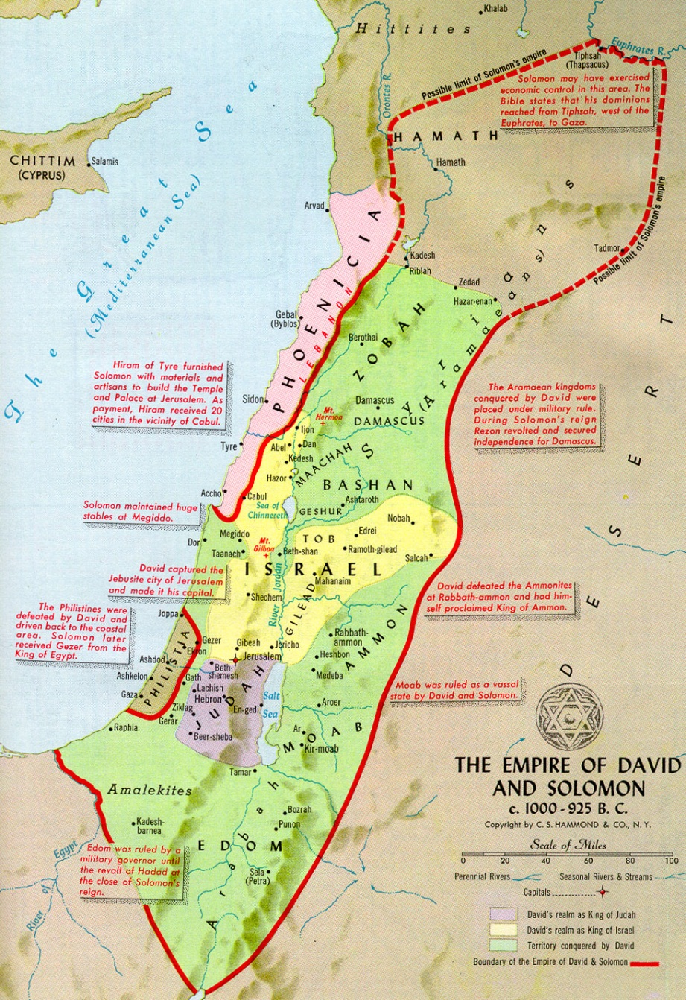 Khalab
Hittites
Euphrates R.
Tiphsah
(Thapsacus)
Possible limit of Solomon's empire
Solomon may have exercised
economic control in this area. The
Bible states that his dominions
reached from Tiphsah, west of the
Euphrates, to Gaza.
Orontes R.
HAMATH
Hamath
CHITTIM
(CYPRUS)
Salamis
The Great Sea
(Mediterranean Sea)
Arvad
PHOENICIA
LEBANON
Kadesh
Riblah
Tadmor
Possible limit of Solomon's empire
Zedad
Hazar-enan
Syrians
(Aramaeans)
Gebal
(Byblos)
ZOBAH
Berothai
DESERT
Hiram of Tyre furnished
Solomon with materials and
artisans to build the Temple
and Palace at Jerusalem. As
payment, Hiram received 20
cities in the vicinity of Cabul.
Sidon
Damascus
DAMASCUS
The Aramaean kingdoms
conquered by David were
placed under military rule.
During Solomon's reign
Rezon revolted and secured
independence for Damascus.
Mt.
Hermon
Ijon
Tyre
Abel
Dan
Kedesh
MAACHAH
Hazor
BASHAN
Accho
Cabul
Sea of
Chinnereth
Ashtaroth
GESHUR
Solomon maintained huge
stables at Megiddo.
Nobah
Megiddo
Dor
Taanach
Mt.
Gilboa
TOB
Edrei
Beth-shan
Ramoth-gilead
Salcah
ISRAEL
David captured the
Jebusite city of Jerusalem
and made it his capital.
Mahanaim
River Jordan
GILEAD
Shechem
David defeated the Ammonites
at Rabbath-ammon and had him-
self proclaimed King of Ammon.
The Philistines were
defeated by David and
driven back to the coastal
area. Solomon later
received Gezer from the
King of Egypt.
Joppa
PHILISTIA
Gezer
Ekron
Gibeah
Jericho
Jerusalem
Rabbath-
ammon
AMMON
Heshbon
Medeba
Ashdod
Beth-
shemesh
Ashkelon
Gath
Lachish
Hebron
JUDAH
Gaza
Ziklag
En-gedi
Salt
Sea
Moab was ruled as a vassal
state by David and Solomon.
Aroer
Gerar
Raphia
Beer-sheba
Ar
MOAB
Kir-moab
Tamar
Amalekites
Arabah
Kadesh-
barnea
Bozrah
Punon
EDOM
Sela
(Petra)
River of Egypt
Edom was ruled by a
military governor until
the revolt of Hadad at
the close of Solomon's
reign.
THE EMPIRE OF DAVID
AND SOLOMON
c. 1000-925 B. C.
Copyright by C. S. HAMMOND & CO., N. Y.
Scale of Miles
0 20 40 60 80 100
Perennial Rivers
Seasonal Rivers & Streams
Capitals
David's realm as King of Judah
David's realm as King of Israel
Territory conquered by David
Boundary of the Empire of David & Solomon